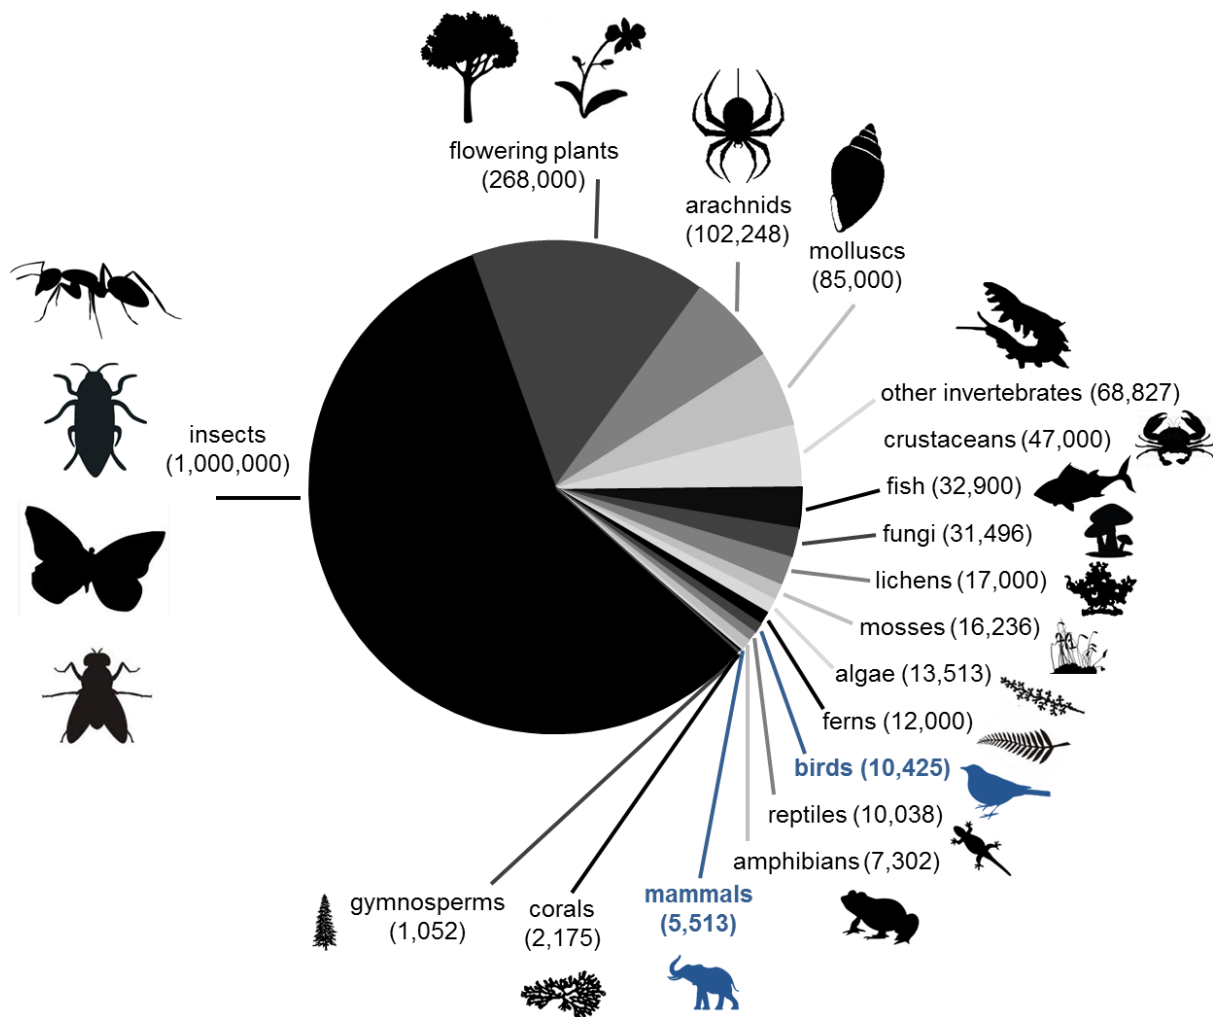 flowering plants
(268,000)
arachnids
(102,248)
molluscs
(85,000)
other invertebrates (68,827)
crustaceans (47,000)
fish (32,900)
fungi (31,496)
lichens (17,000)
mosses (16,236)
algae (13,513)
ferns (12,000)
birds (10,425)
reptiles (10,038)
amphibians (7,302)
mammals
(5,513)
corals
(2,175)
gymnosperms
(1,052)
insects
(1,000,000)